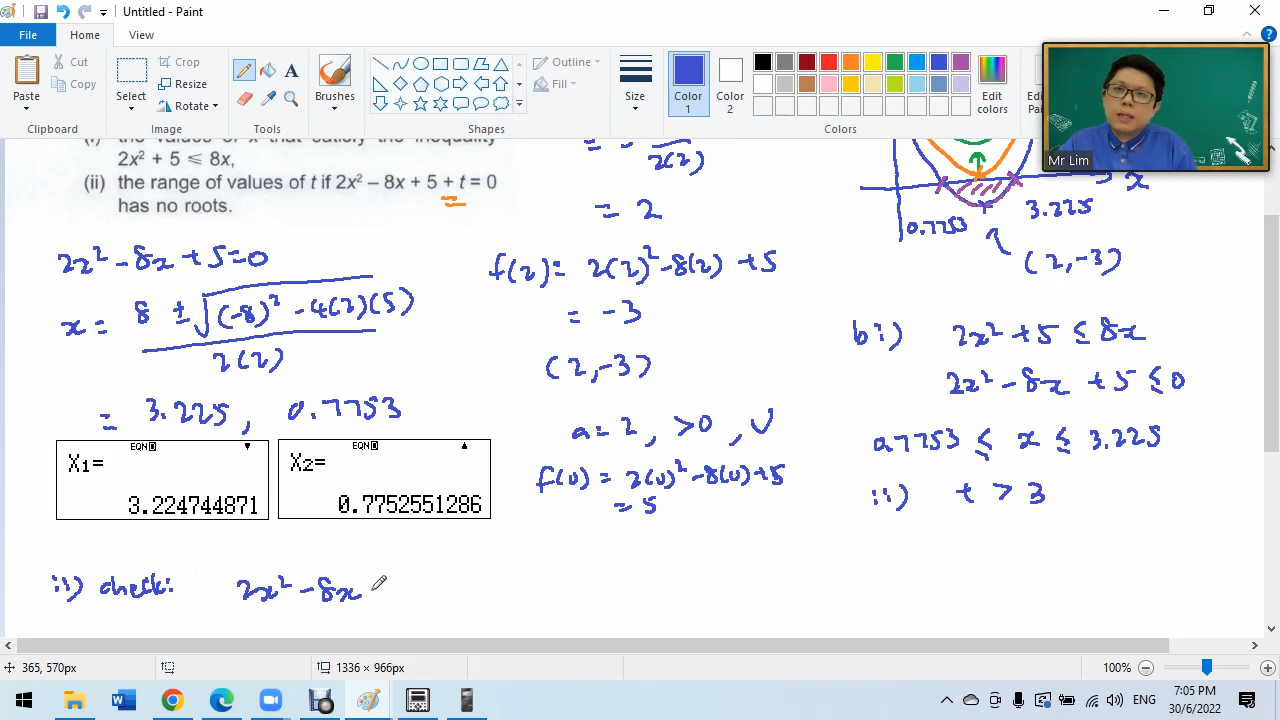 Untitled - Paint
File
Home
View
Paste
Cut
Copy
Clipboard
Select
Crop
Resize
Rotate
Image
A
Tools
Brushes
Shapes
Outline
Fill
Size
Color 1
Color 2
Edit colors
Colors
Mr Lim
2x² + 5 ⩽ 8x,
(ii) the range of values of t if 2x² – 8x + 5 + t = 0
has no roots.
2x² - 8x + 5 = 0
x = 8 ± √(-8)² - 4(2)(5)
2(2)
= 3.225, 0.7753
EQN
X1=
3.224744871
EQN
X2=
0.7752551286
ii) check: 2x² - 8x
2(2)
= 2
f(2) = 2(2)² - 8(2) + 5
= -3
(2, -3)
a = 2, > 0, ∪
f(0) = 2(0)² - 8(0) + 5
= 5
x
0.7753
3.225
(2, -3)
bi) 2x² + 5 ≤ 8x
2x² - 8x + 5 ≤ 0
0.7753 ≤ x ≤ 3.225
ii) t > 3
365, 570px
1336 × 966px
100%
ENG
7:05 PM
30/6/2022